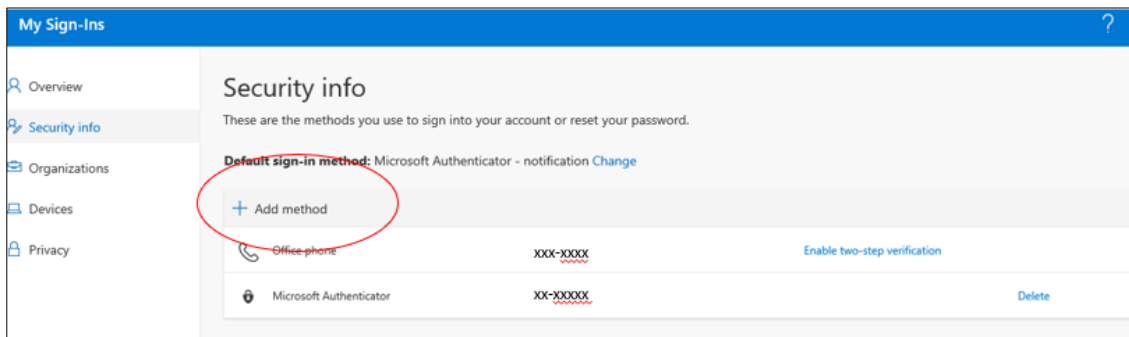 My Sign-Ins
?
Overview
Security info
Organizations
Devices
Privacy
Security info
These are the methods you use to sign into your account or reset your password.
Default sign-in method: Microsoft Authenticator - notification Change
+ Add method
Office phone xxx-xxxx Enable two-step verification
Microsoft Authenticator xx-xxxxx Delete